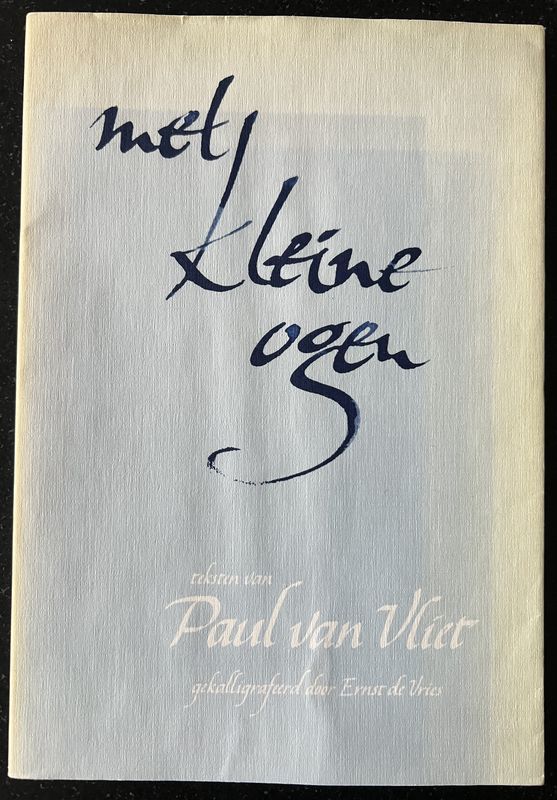 met
kleine
ogen
teksten van
Paul van Vliet
gekalligrafeerd door Ernst de Vries